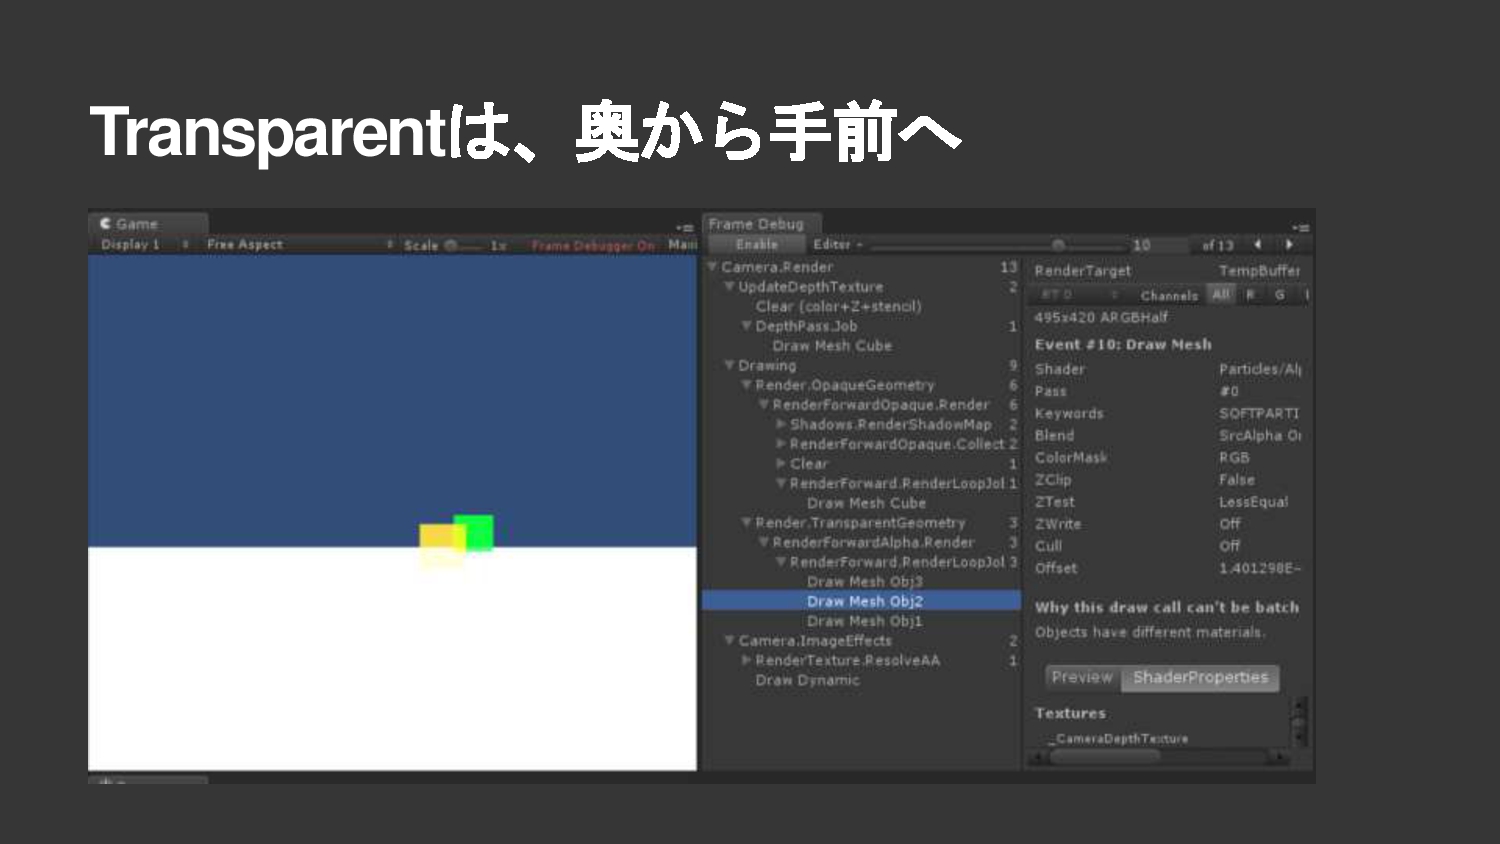 Transparentは、奥から手前へ
Game
Display 1 Free Aspect Scale 1x Frame Debugger On
Frame Debug
Enable Editor 10 of 13
Camera.Render 13
UpdateDepthTexture 2
Clear (color+Z+stencil)
DepthPass.Job 1
Draw Mesh Cube
Drawing 9
Render.OpaqueGeometry 6
RenderForwardOpaque.Render 6
Shadows.RenderShadowMap 2
RenderForwardOpaque.Collect 2
Clear 1
RenderForward.RenderLoopJol 1
Draw Mesh Cube
Render.TransparentGeometry 3
RenderForwardAlpha.Render 3
RenderForward.RenderLoopJol 3
Draw Mesh Obj3
Draw Mesh Obj2
Draw Mesh Obj1
Camera.ImageEffects 2
RenderTexture.ResolveAA 1
Draw Dynamic
RenderTarget TempBuffer
RT 0 Channels All R G
495x420 ARGBHalf
Event #10: Draw Mesh
Shader Particles/Al
Pass #0
Keywords SOFTPARTI
Blend SrcAlpha O
ColorMask RGB
ZClip False
ZTest LessEqual
ZWrite Off
Cull Off
Offset 1.401298E-
Why this draw call can't be batch
Objects have different materials.
Preview ShaderProperties
Textures
_CameraDepthTexture